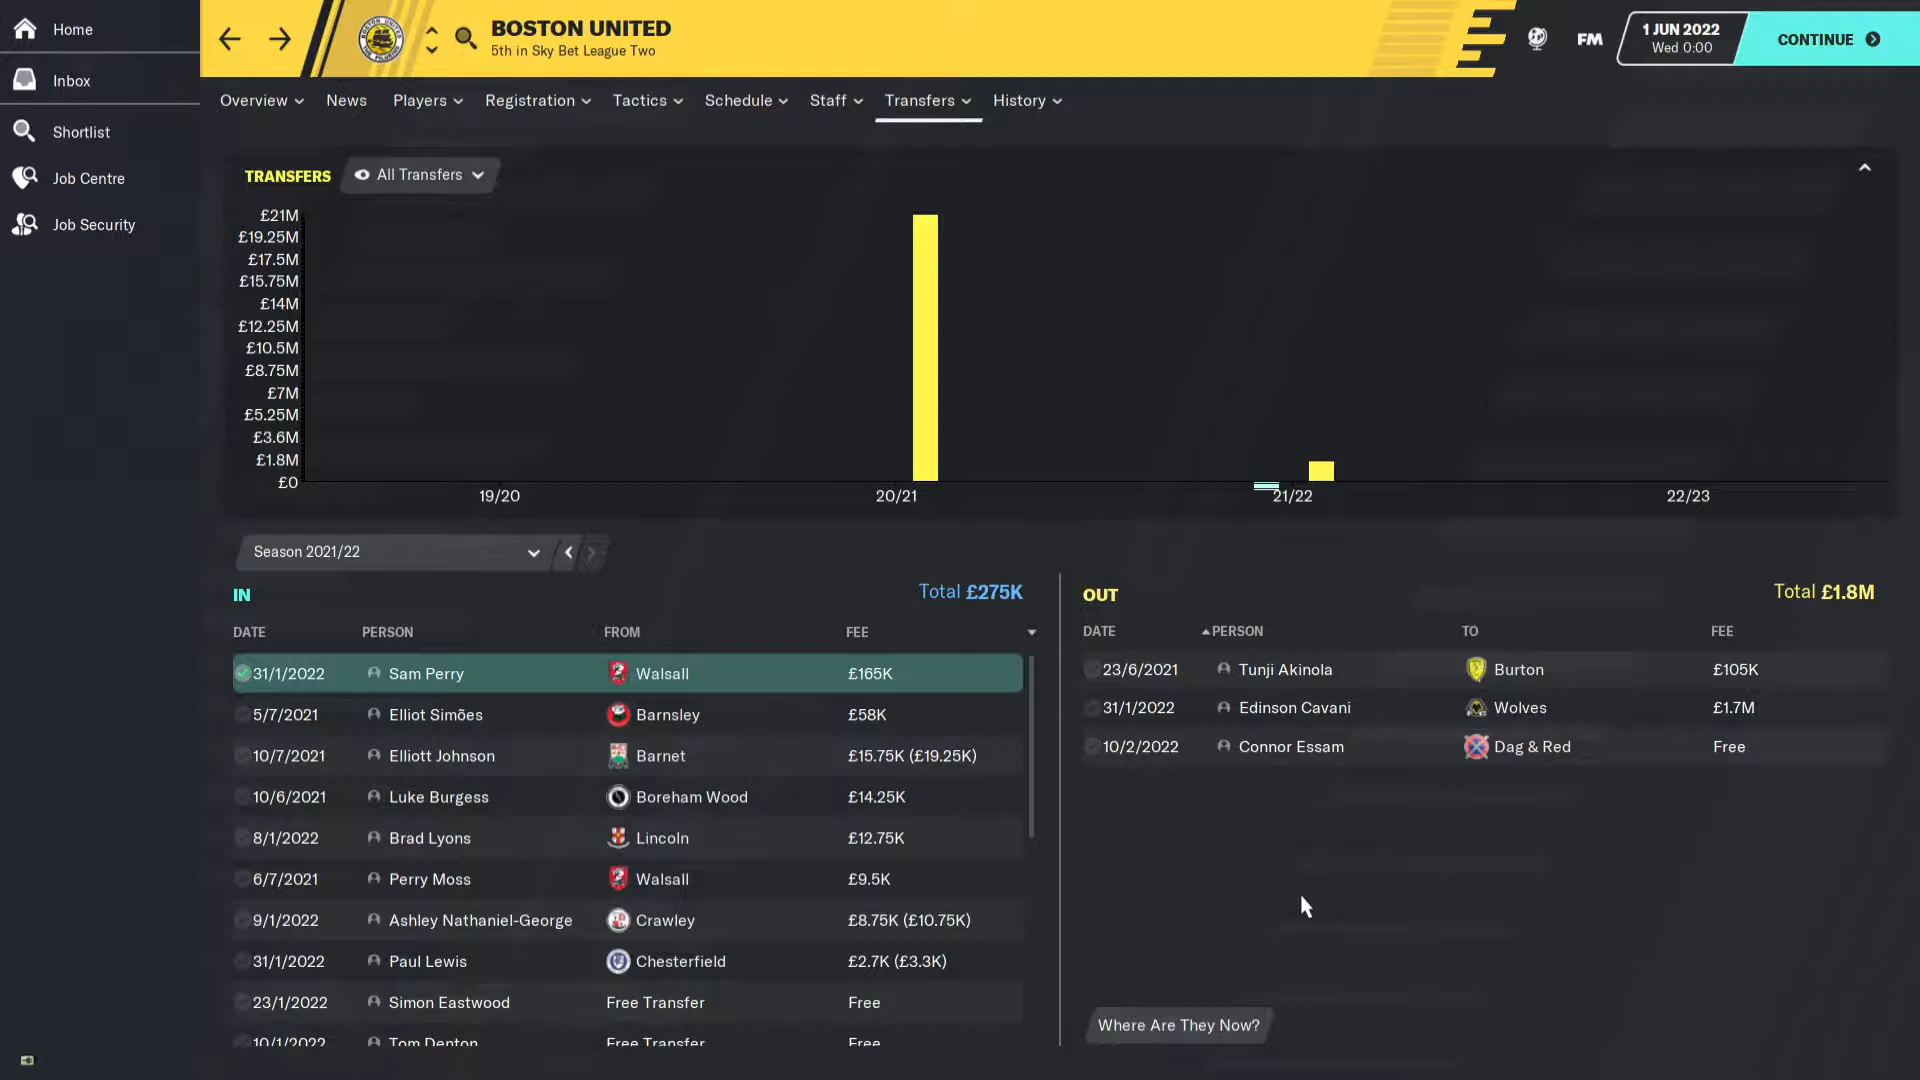 Home
Inbox
Shortlist
Job Centre
Job Security
BOSTON UNITED
5th in Sky Bet League Two
FM
1 JUN 2022
Wed 0:00
CONTINUE
Overview News Players Registration Tactics Schedule Staff Transfers History
TRANSFERS All Transfers
£21M
£19.25M
£17.5M
£15.75M
£14M
£12.25M
£10.5M
£8.75M
£7M
£5.25M
£3.6M
£1.8M
£0
19/20 20/21 21/22 22/23
Season 2021/22
IN Total £275K
DATE PERSON FROM FEE
31/1/2022 Sam Perry Walsall £165K
5/7/2021 Elliot Simões Barnsley £58K
10/7/2021 Elliott Johnson Barnet £15.75K (£19.25K)
10/6/2021 Luke Burgess Boreham Wood £14.25K
8/1/2022 Brad Lyons Lincoln £12.75K
6/7/2021 Perry Moss Walsall £9.5K
9/1/2022 Ashley Nathaniel-George Crawley £8.75K (£10.75K)
31/1/2022 Paul Lewis Chesterfield £2.7K (£3.3K)
23/1/2022 Simon Eastwood Free Transfer Free
10/1/2022 Tom Denton Free Transfer Free
OUT Total £1.8M
DATE PERSON TO FEE
23/6/2021 Tunji Akinola Burton £105K
31/1/2022 Edinson Cavani Wolves £1.7M
10/2/2022 Connor Essam Dag & Red Free
Where Are They Now?